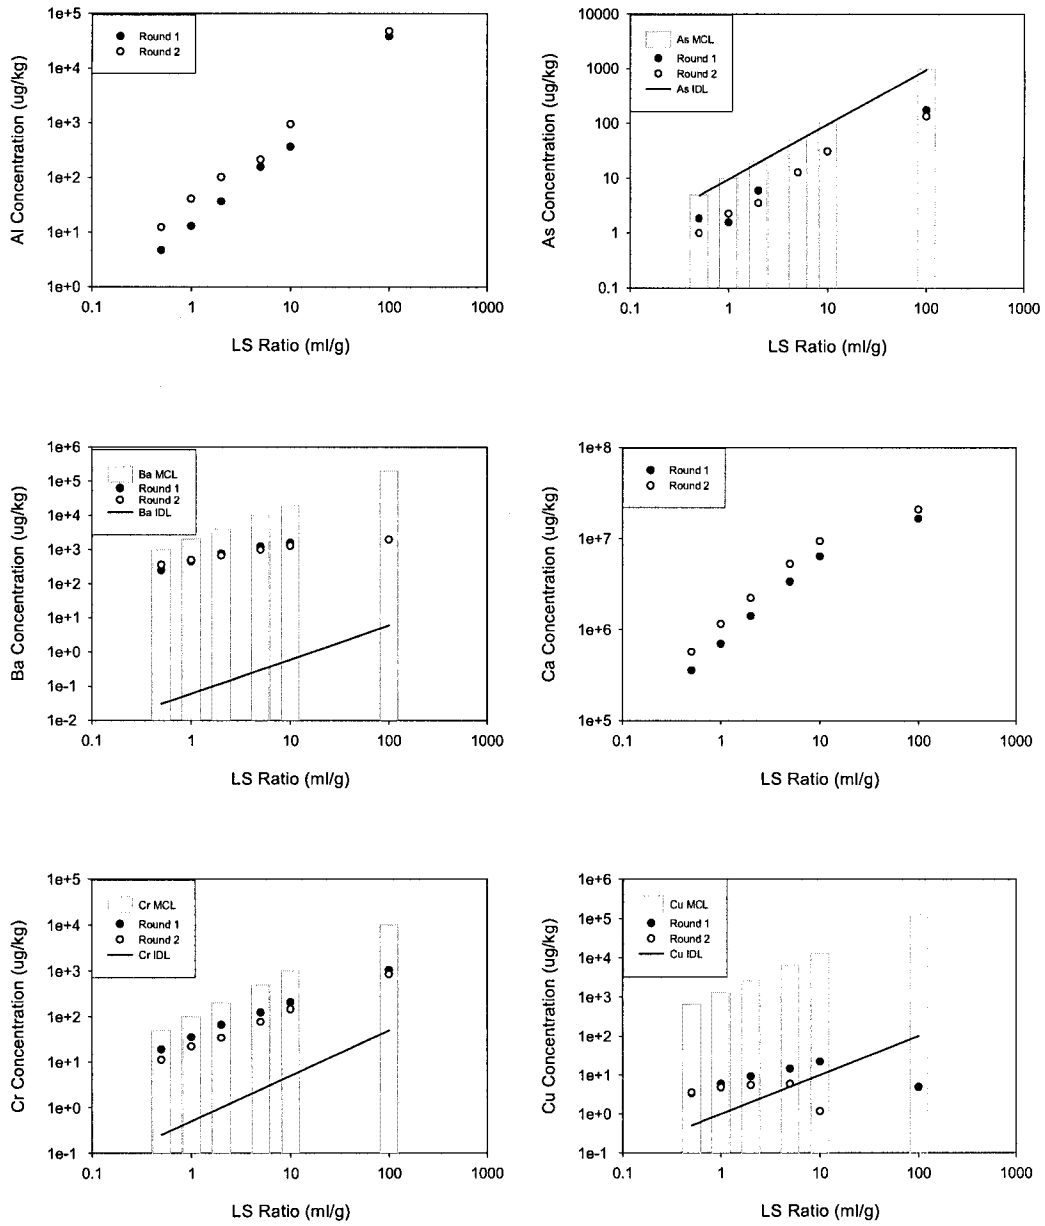 Al Concentration (ug/kg)
1e+5
1e+4
1e+3
1e+2
1e+1
1e+0
Round 1
Round 2
0.1 1 10 100 1000
LS Ratio (ml/g)
As Concentration (ug/kg)
10000
1000
100
10
1
0.1
As MCL
Round 1
Round 2
As IDL
0.1 1 10 100 1000
LS Ratio (ml/g)
Ba Concentration (ug/kg)
1e+6
1e+5
1e+4
1e+3
1e+2
1e+1
1e+0
1e-1
1e-2
Ba MCL
Round 1
Round 2
Ba IDL
0.1 1 10 100 1000
LS Ratio (ml/g)
Ca Concentration (ug/kg)
1e+8
1e+7
1e+6
1e+5
Round 1
Round 2
0.1 1 10 100 1000
LS Ratio (ml/g)
Cr Concentration (ug/kg)
1e+5
1e+4
1e+3
1e+2
1e+1
1e+0
1e-1
Cr MCL
Round 1
Round 2
Cr IDL
0.1 1 10 100 1000
LS Ratio (ml/g)
Cu Concentration (ug/kg)
1e+6
1e+5
1e+4
1e+3
1e+2
1e+1
1e+0
1e-1
Cu MCL
Round 1
Round 2
Cu IDL
0.1 1 10 100 1000
LS Ratio (ml/g)